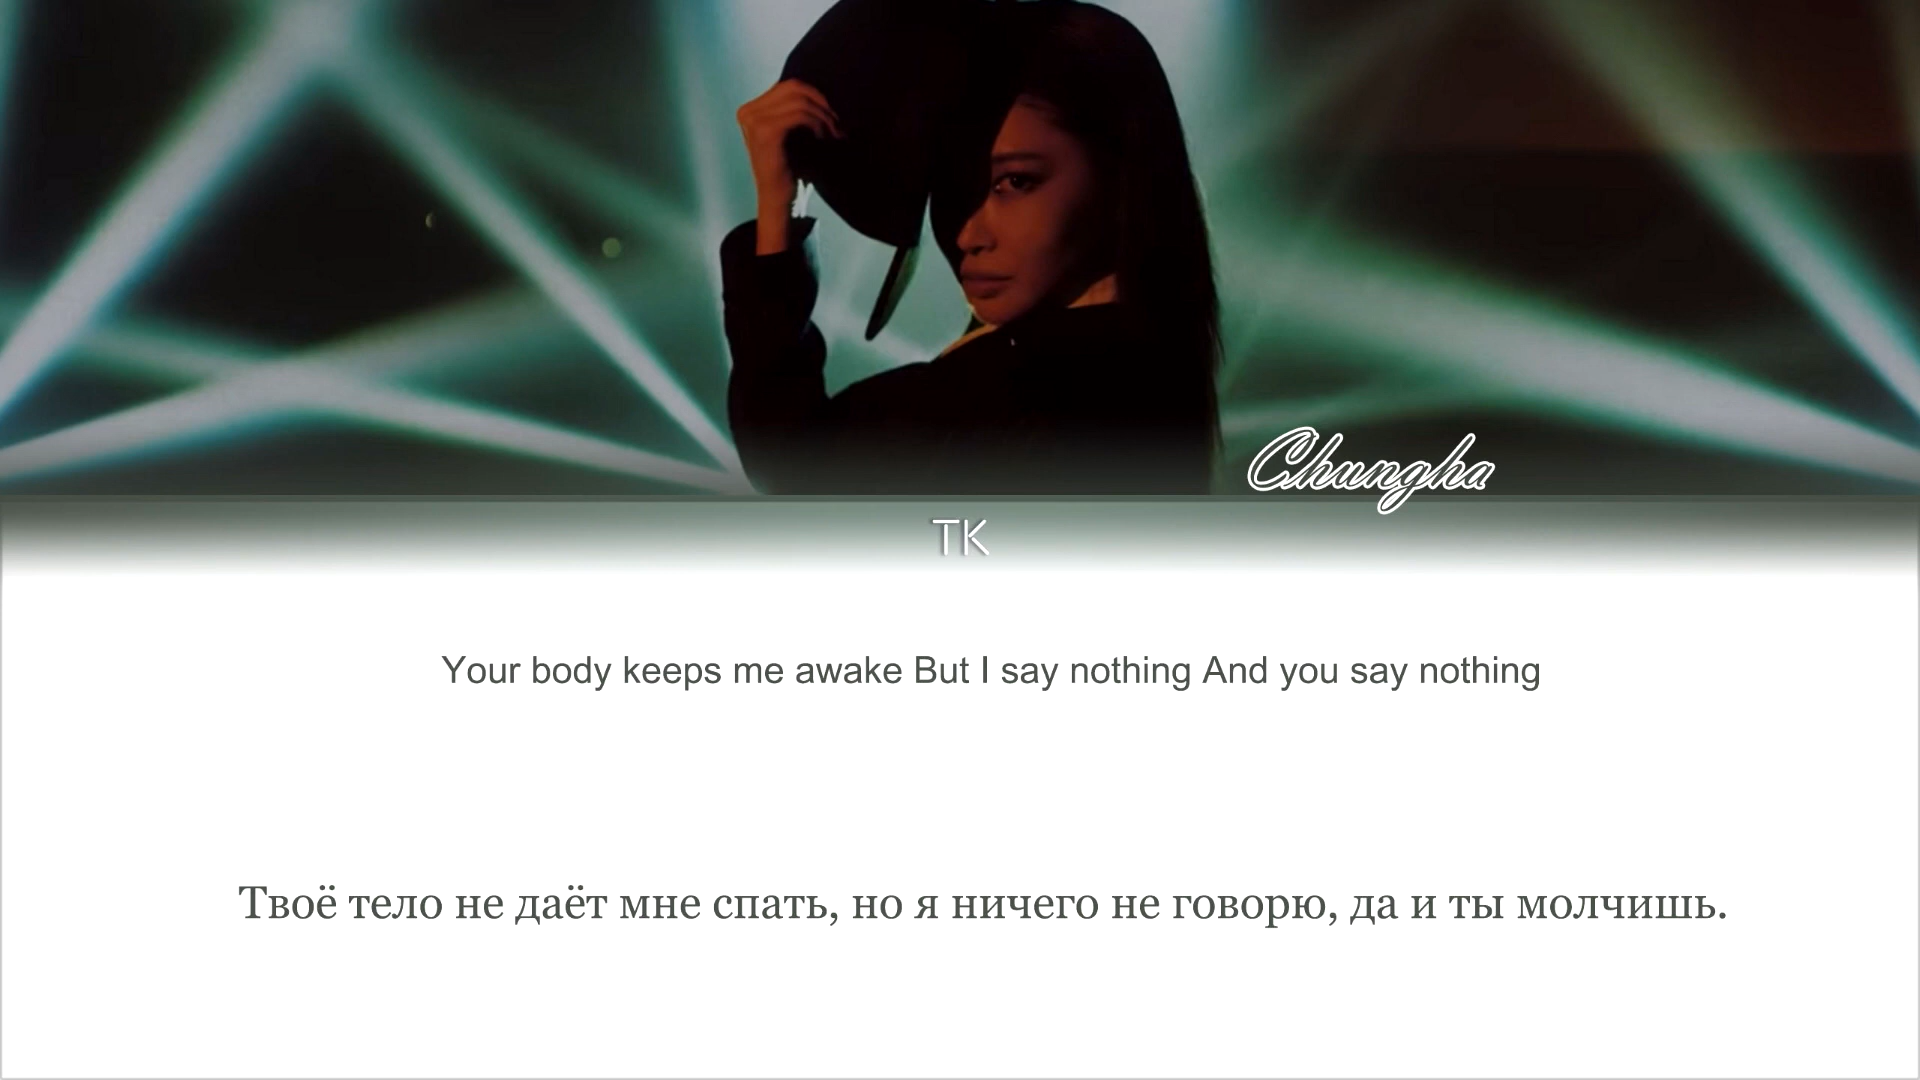 Chungha
TK
Your body keeps me awake But I say nothing And you say nothing
Твоё тело не даёт мне спать, но я ничего не говорю, да и ты молчишь.